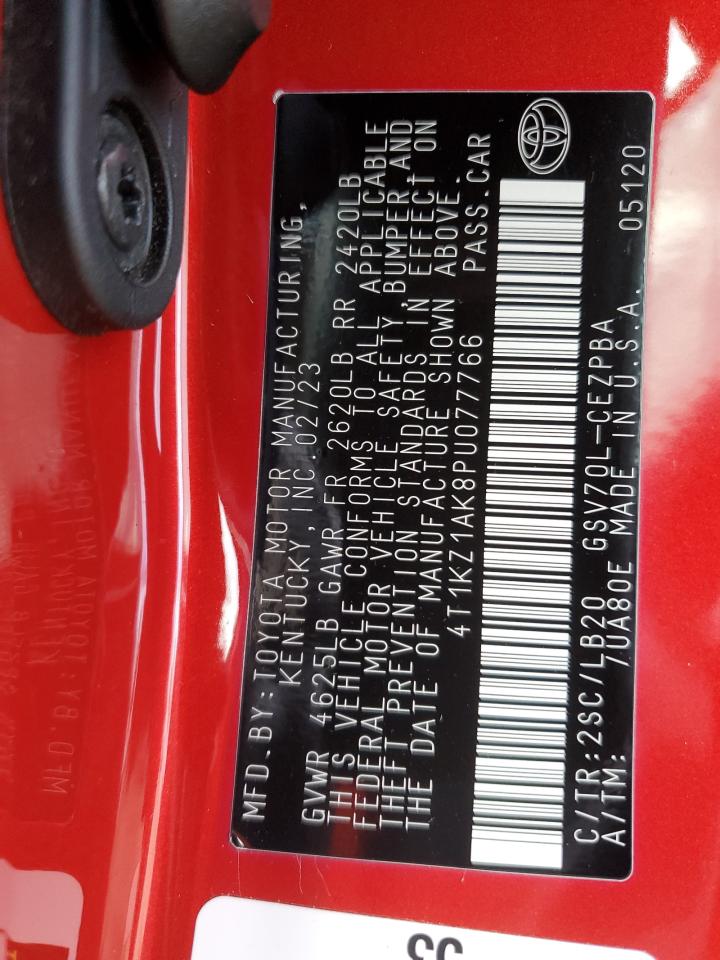 MFD.BY:TOYOTA MOTOR MANUFACTURING,
KENTUCKY,INC.02/23
GVWR 4625LB GAWR FR 2620LB RR 2420LB
THIS VEHICLE CONFORMS TO ALL APPLICABLE
FEDERAL MOTOR VEHICLE SAFETY,BUMPER,AND
THEFT PREVENTION STANDARDS IN EFFECT ON
THE DATE OF MANUFACTURE SHOWN ABOVE.
4T1KZ1AK8PU077766 PASS.CAR
C/TR:2SC/LB20 GSV70L-CEZPBA
A/TM: 7UA80E MADE IN U.S.A. 05120